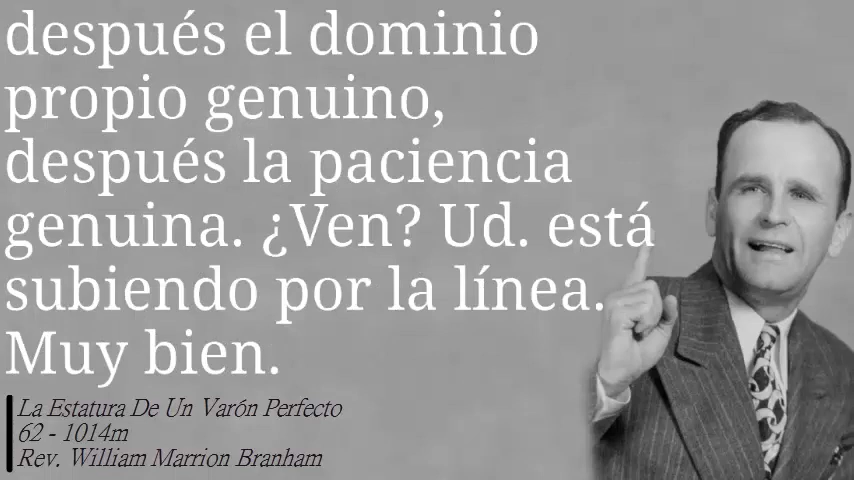 después el dominio
propio genuino,
después la paciencia
genuina. ¿Ven? Ud. está
subiendo por la línea.
Muy bien.
La Estatura De Un Varón Perfecto
62 - 1014m
Rev. William Marrion Branham